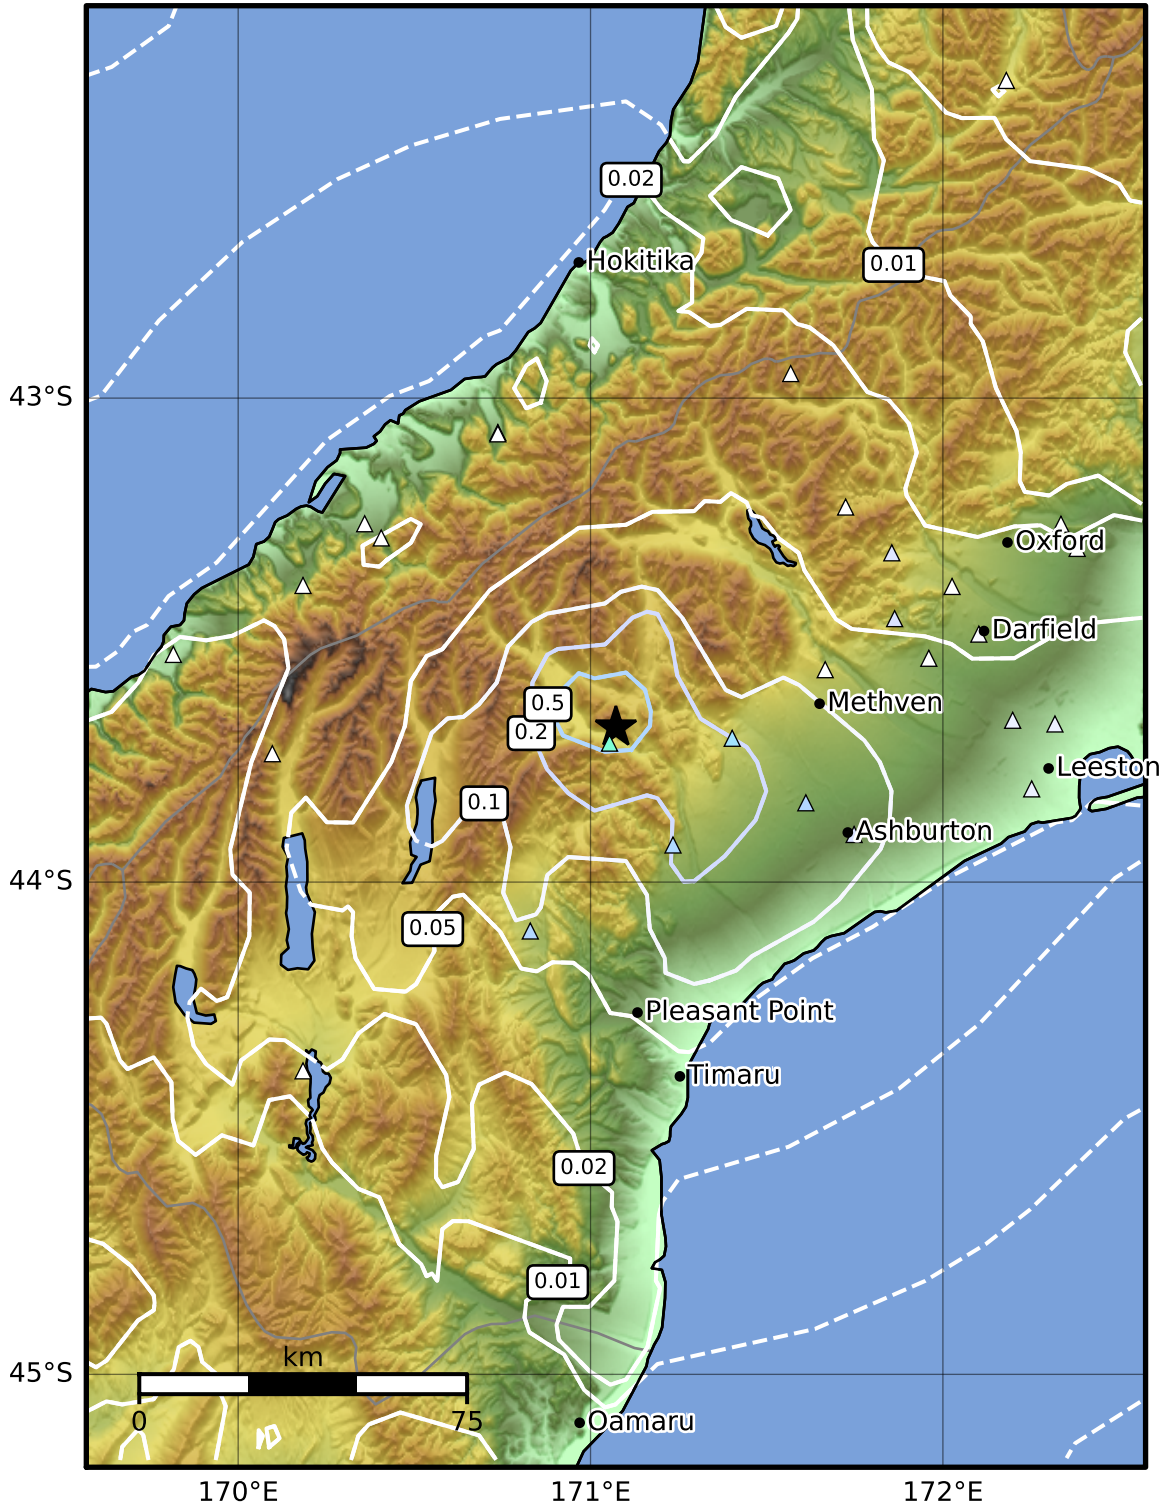 0.02
Hokitika
0.01
43°S
Oxford
Darfield
0.5
Methven
0.2
Leeston
0.1
Ashburton
44°S
0.05
Pleasant Point
Timaru
0.02
0.01
km
45°S
0 75
Oamaru
170°E 171°E 172°E